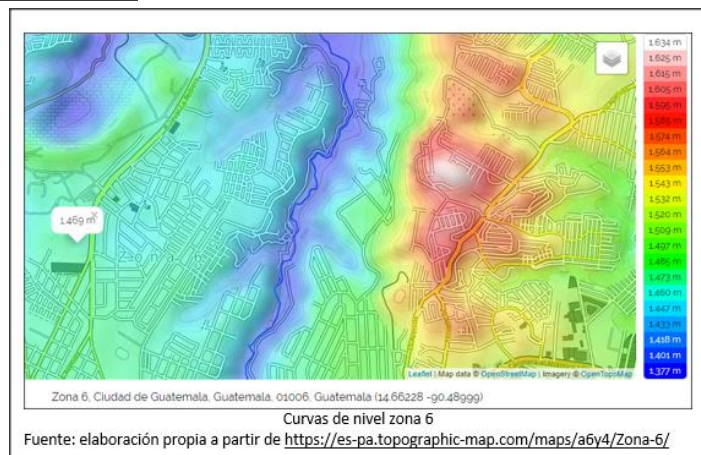 1.634 m
1.625 m
1.615 m
1.605 m
1.595 m
1.585 m
1.574 m
1.564 m
1.553 m
1.543 m
1.532 m
1.520 m
1.509 m
1.497 m
1.485 m
1.473 m
1.460 m
1.447 m
1.433 m
1.418 m
1.401 m
1.377 m
1.469 m
×
Zona 6
Leaflet | Map data © OpenStreetMap | Imagery © OpenTopoMap
Zona 6, Ciudad de Guatemala, Guatemala, 01006, Guatemala (14.66228 -90.48999)
Curvas de nivel zona 6
Fuente: elaboración propia a partir de https://es-pa.topographic-map.com/maps/a6y4/Zona-6/